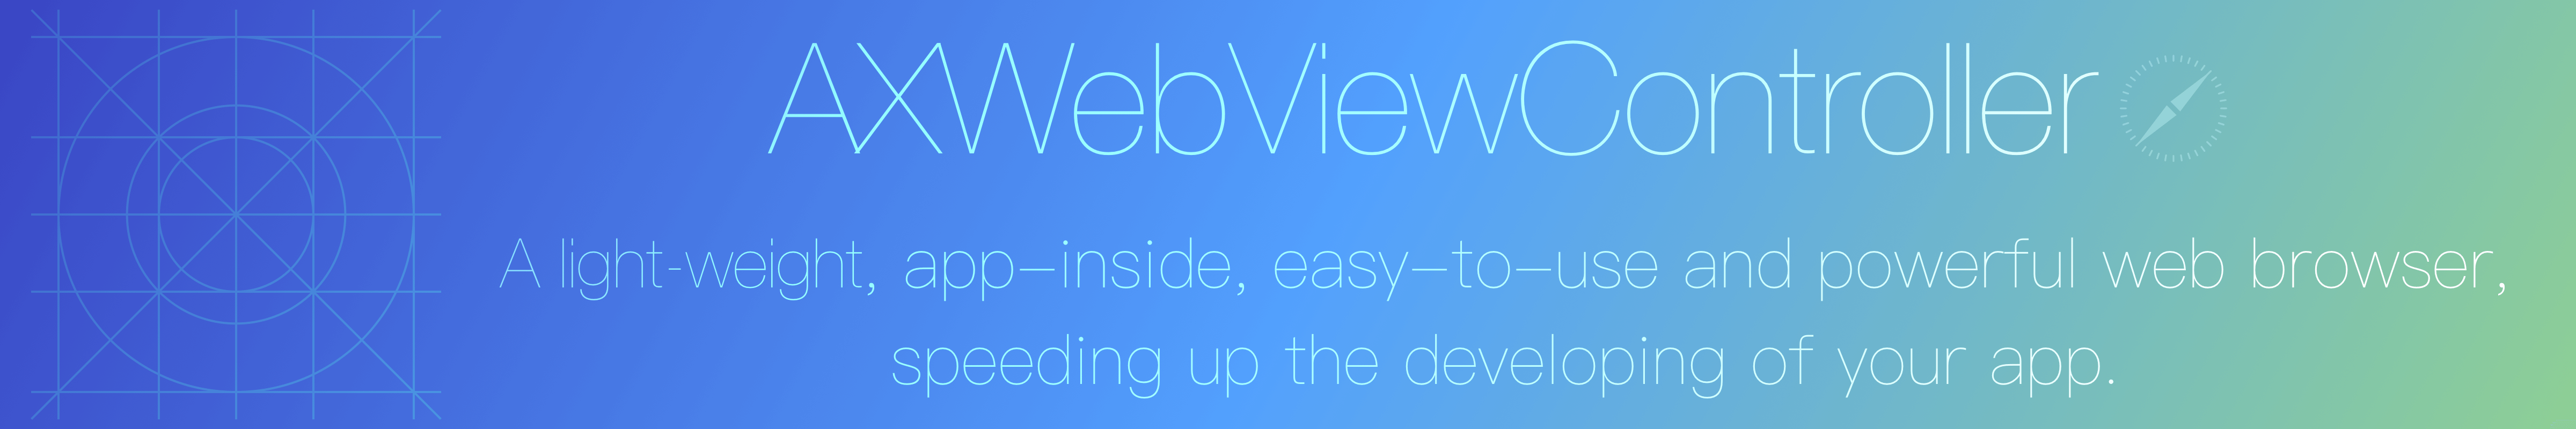 AXWebViewController
A light-weight, app–inside, easy–to–use and powerful web browser,
speeding up the developing of your app.